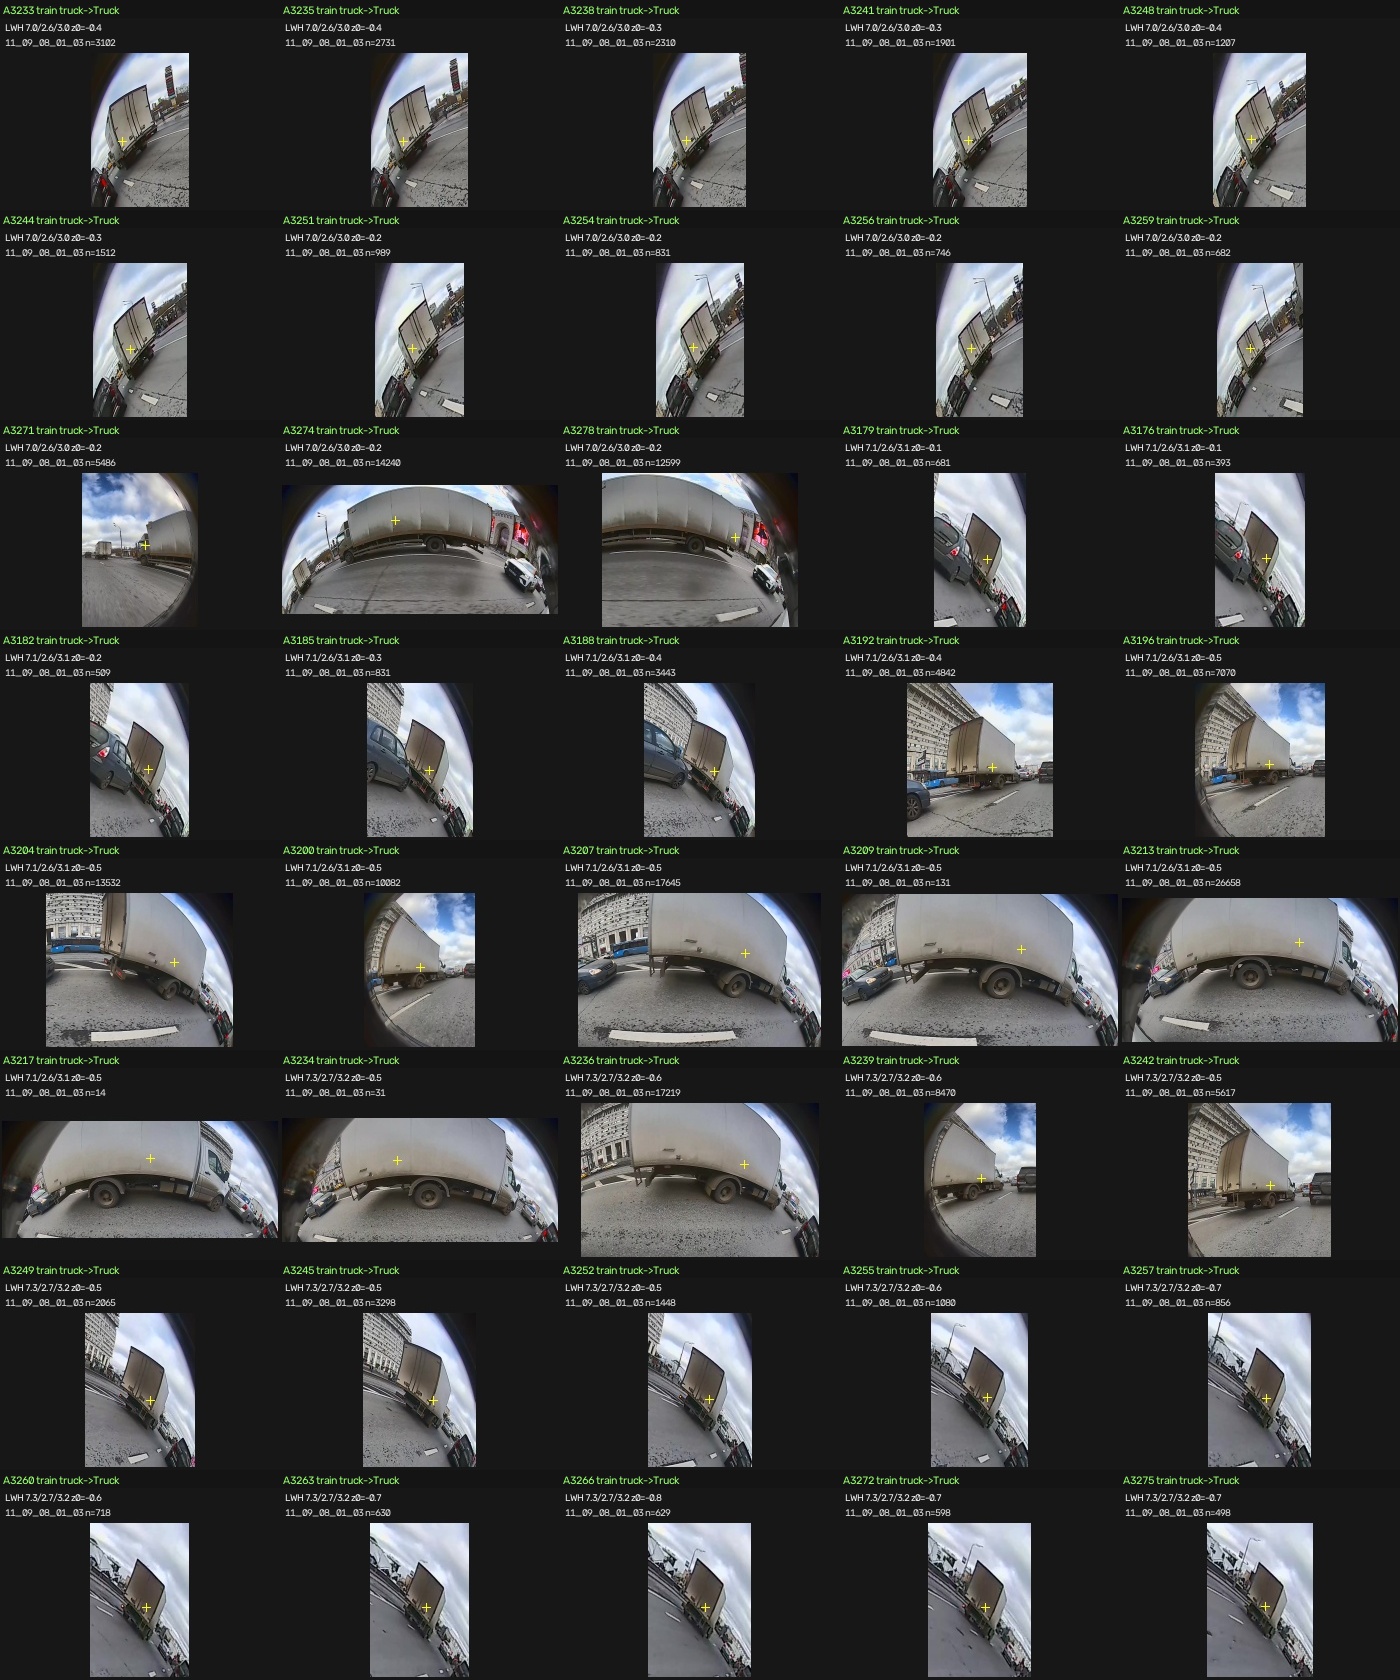 A3233 train truck->Truck
LWH 7.0/2.6/3.0 z0=-0.4
11_09_08_01_03 n=3102
A3235 train truck->Truck
LWH 7.0/2.6/3.0 z0=-0.4
11_09_08_01_03 n=2731
A3238 train truck->Truck
LWH 7.0/2.6/3.0 z0=-0.3
11_09_08_01_03 n=2310
A3241 train truck->Truck
LWH 7.0/2.6/3.0 z0=-0.3
11_09_08_01_03 n=1901
A3248 train truck->Truck
LWH 7.0/2.6/3.0 z0=-0.4
11_09_08_01_03 n=1207
A3244 train truck->Truck
LWH 7.0/2.6/3.0 z0=-0.3
11_09_08_01_03 n=1512
A3251 train truck->Truck
LWH 7.0/2.6/3.0 z0=-0.2
11_09_08_01_03 n=989
A3254 train truck->Truck
LWH 7.0/2.6/3.0 z0=-0.2
11_09_08_01_03 n=831
A3256 train truck->Truck
LWH 7.0/2.6/3.0 z0=-0.2
11_09_08_01_03 n=746
A3259 train truck->Truck
LWH 7.0/2.6/3.0 z0=-0.2
11_09_08_01_03 n=682
A3271 train truck->Truck
LWH 7.0/2.6/3.0 z0=-0.2
11_09_08_01_03 n=5486
A3274 train truck->Truck
LWH 7.0/2.6/3.0 z0=-0.2
11_09_08_01_03 n=14240
A3278 train truck->Truck
LWH 7.0/2.6/3.0 z0=-0.2
11_09_08_01_03 n=12599
A3179 train truck->Truck
LWH 7.1/2.6/3.1 z0=-0.1
11_09_08_01_03 n=681
A3176 train truck->Truck
LWH 7.1/2.6/3.1 z0=-0.1
11_09_08_01_03 n=393
A3182 train truck->Truck
LWH 7.1/2.6/3.1 z0=-0.2
11_09_08_01_03 n=509
A3185 train truck->Truck
LWH 7.1/2.6/3.1 z0=-0.3
11_09_08_01_03 n=831
A3188 train truck->Truck
LWH 7.1/2.6/3.1 z0=-0.4
11_09_08_01_03 n=3443
A3192 train truck->Truck
LWH 7.1/2.6/3.1 z0=-0.4
11_09_08_01_03 n=4842
A3196 train truck->Truck
LWH 7.1/2.6/3.1 z0=-0.5
11_09_08_01_03 n=7070
A3204 train truck->Truck
LWH 7.1/2.6/3.1 z0=-0.5
11_09_08_01_03 n=13532
A3200 train truck->Truck
LWH 7.1/2.6/3.1 z0=-0.5
11_09_08_01_03 n=10082
A3207 train truck->Truck
LWH 7.1/2.6/3.1 z0=-0.5
11_09_08_01_03 n=17645
A3209 train truck->Truck
LWH 7.1/2.6/3.1 z0=-0.5
11_09_08_01_03 n=131
A3213 train truck->Truck
LWH 7.1/2.6/3.1 z0=-0.5
11_09_08_01_03 n=26658
A3217 train truck->Truck
LWH 7.1/2.6/3.1 z0=-0.5
11_09_08_01_03 n=14
A3234 train truck->Truck
LWH 7.3/2.7/3.2 z0=-0.5
11_09_08_01_03 n=31
A3236 train truck->Truck
LWH 7.3/2.7/3.2 z0=-0.6
11_09_08_01_03 n=17219
A3239 train truck->Truck
LWH 7.3/2.7/3.2 z0=-0.6
11_09_08_01_03 n=8470
A3242 train truck->Truck
LWH 7.3/2.7/3.2 z0=-0.5
11_09_08_01_03 n=5617
A3249 train truck->Truck
LWH 7.3/2.7/3.2 z0=-0.5
11_09_08_01_03 n=2065
A3245 train truck->Truck
LWH 7.3/2.7/3.2 z0=-0.5
11_09_08_01_03 n=3298
A3252 train truck->Truck
LWH 7.3/2.7/3.2 z0=-0.5
11_09_08_01_03 n=1448
A3255 train truck->Truck
LWH 7.3/2.7/3.2 z0=-0.6
11_09_08_01_03 n=1080
A3257 train truck->Truck
LWH 7.3/2.7/3.2 z0=-0.7
11_09_08_01_03 n=856
A3260 train truck->Truck
LWH 7.3/2.7/3.2 z0=-0.6
11_09_08_01_03 n=718
A3263 train truck->Truck
LWH 7.3/2.7/3.2 z0=-0.7
11_09_08_01_03 n=630
A3266 train truck->Truck
LWH 7.3/2.7/3.2 z0=-0.8
11_09_08_01_03 n=629
A3272 train truck->Truck
LWH 7.3/2.7/3.2 z0=-0.7
11_09_08_01_03 n=598
A3275 train truck->Truck
LWH 7.3/2.7/3.2 z0=-0.7
11_09_08_01_03 n=498